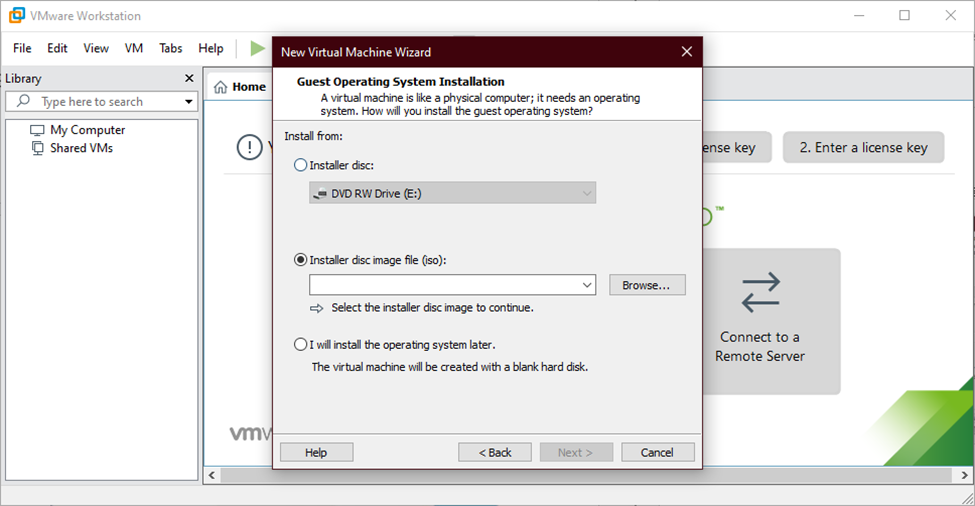 VMware Workstation
File Edit View VM Tabs Help
Library
Type here to search
My Computer
Shared VMs
Home
ense key
2. Enter a license key
™
Connect to a
Remote Server
vm
New Virtual Machine Wizard
Guest Operating System Installation
A virtual machine is like a physical computer; it needs an operating
system. How will you install the guest operating system?
Install from:
Installer disc:
DVD RW Drive (E:)
Installer disc image file (iso):
Browse...
Select the installer disc image to continue.
I will install the operating system later.
The virtual machine will be created with a blank hard disk.
Help
< Back
Next >
Cancel